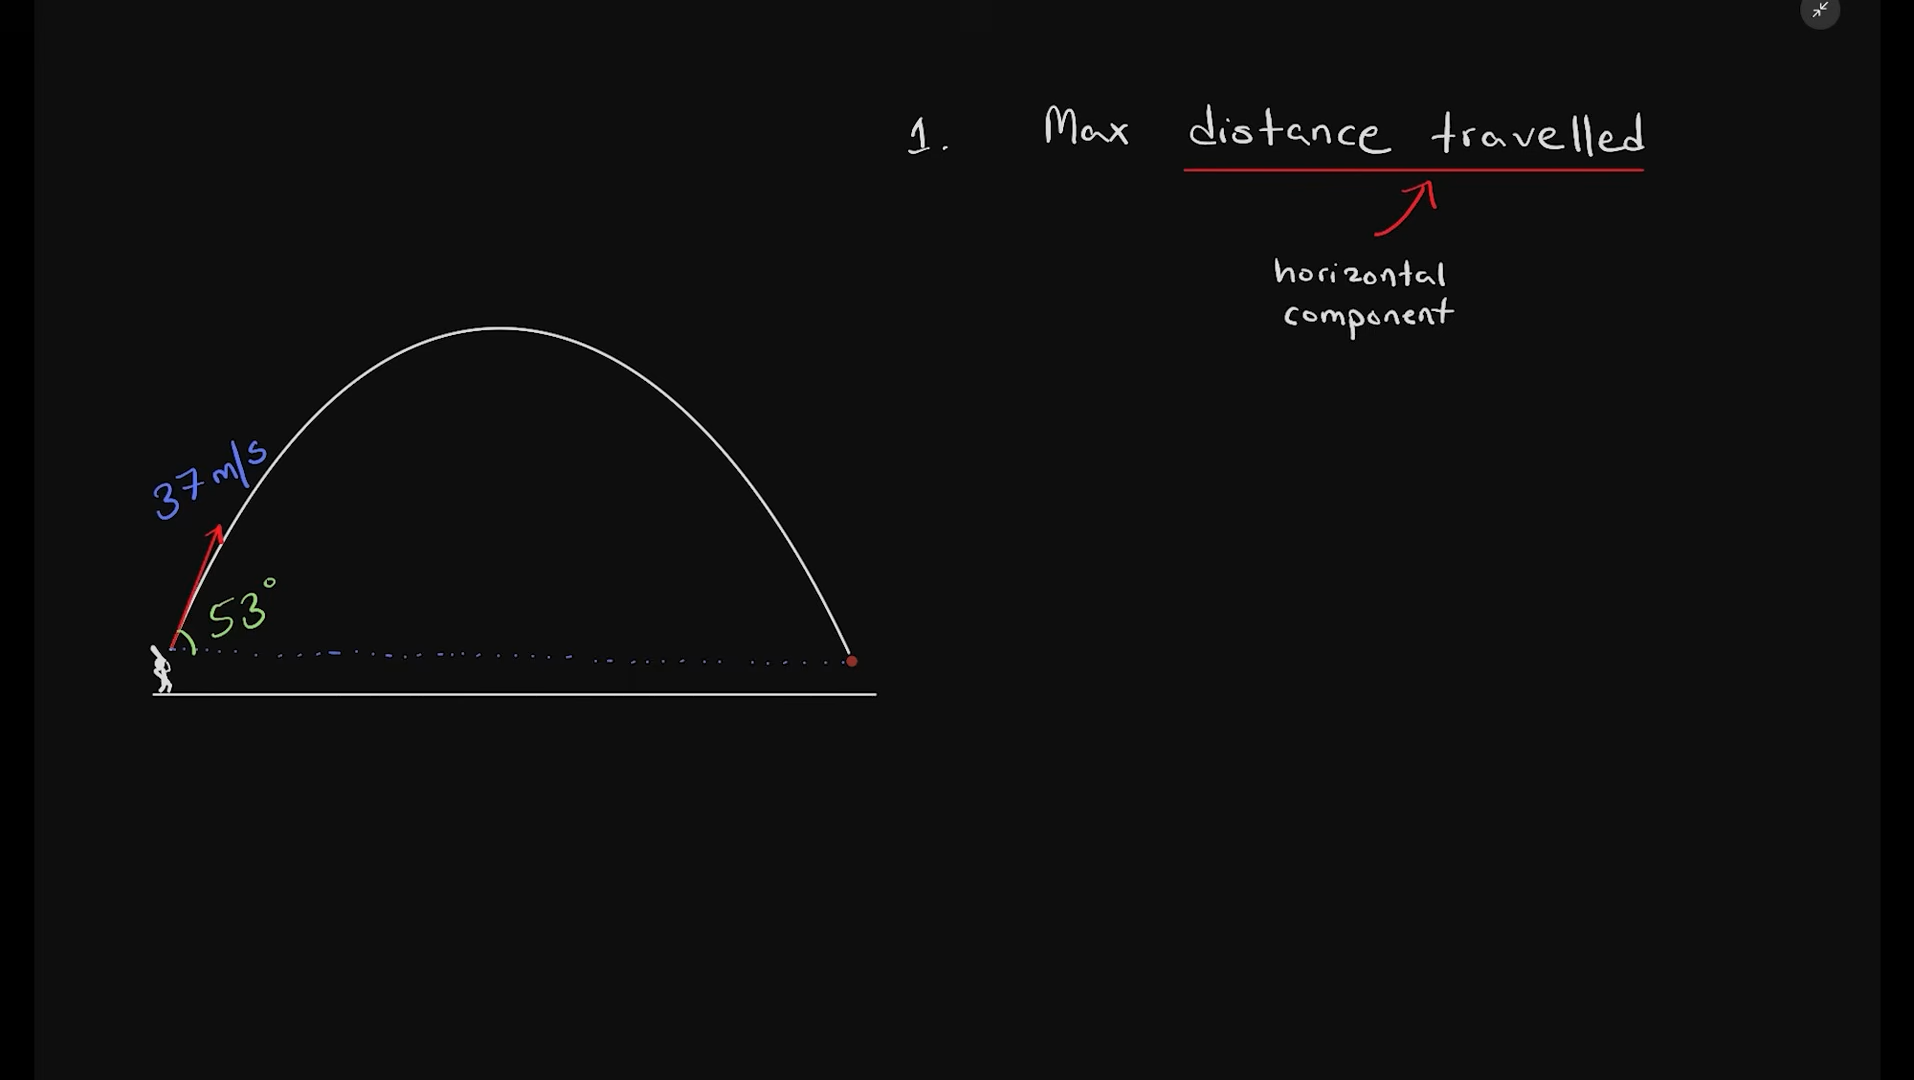 1. Max distance travelled
horizontal
component
37 m/s
53°